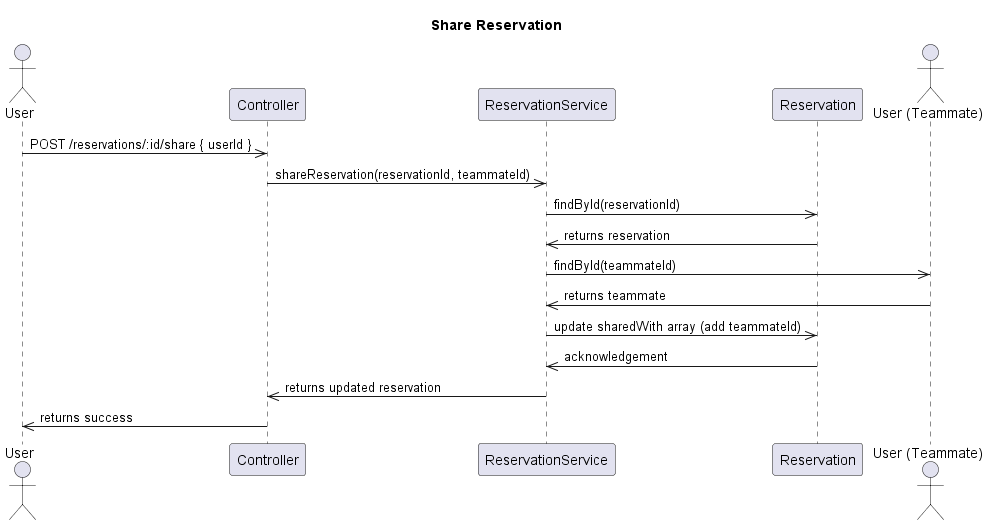 Share Reservation
User
Controller
ReservationService
Reservation
User (Teammate)
POST /reservations/:id/share { userId }
shareReservation(reservationId, teammateId)
findById(reservationId)
returns reservation
findById(teammateId)
returns teammate
update sharedWith array (add teammateId)
acknowledgement
returns updated reservation
returns success
User
Controller
ReservationService
Reservation
User (Teammate)